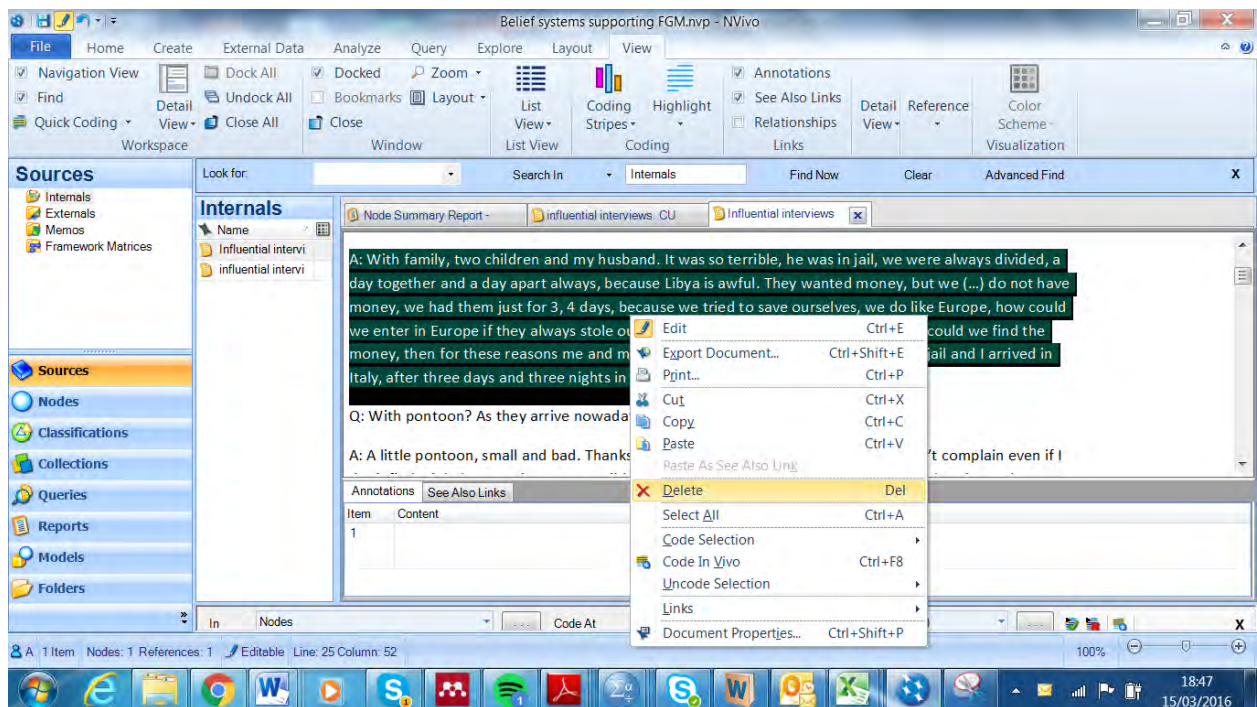 Belief systems supporting FGM.nvp - NVivo
File Home Create External Data Analyze Query Explore Layout View
Navigation View
Find
Quick Coding
Detail View
Workspace
Dock All
Undock All
Close All
Docked
Bookmarks
Close
Zoom
Layout
Window
List View
List View
Coding Stripes
Highlight
Coding
Annotations
See Also Links
Relationships
Links
Detail View
Reference
Color Scheme
Visualization
Sources
Internals
Externals
Memos
Framework Matrices
Look for: Search In Internals Find Now Clear Advanced Find X
Internals
Name
Influential intervi
influential intervi
Node Summary Report - influential interviews CU Influential interviews
A: With family, two children and my husband. It was so terrible, he was in jail, we were always divided, a
day together and a day apart always, because Libya is awful. They wanted money, but we (...) do not have
money, we had them just for 3, 4 days, because we tried to save ourselves, we do like Europe, how could
we enter in Europe if they always stole ou could we find the
money, then for these reasons me and m jail and I arrived in
Italy, after three days and three nights in
Q: With pontoon? As they arrive nowada
A: A little pontoon, small and bad. Thanks 't complain even if I
Edit Ctrl+E
Export Document... Ctrl+Shift+E
Print... Ctrl+P
Cut Ctrl+X
Copy Ctrl+C
Paste Ctrl+V
Paste As See Also Link
Delete Del
Select All Ctrl+A
Code Selection
Code In Vivo Ctrl+F8
Uncode Selection
Links
Document Properties... Ctrl+Shift+P
Annotations See Also Links
Item Content
1
Sources
Nodes
Classifications
Collections
Queries
Reports
Models
Folders
In Nodes Code At X
A 1 Item Nodes: 1 References: 1 Editable Line: 25 Column: 52 100%
18:47
15/03/2016